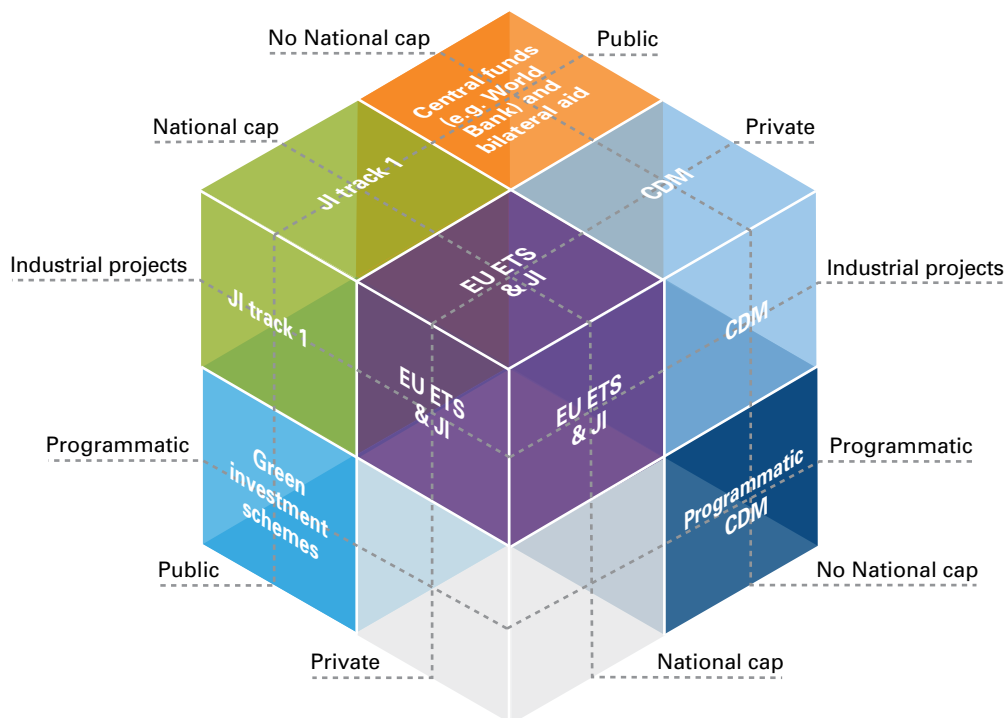 No National cap
Public
Central funds
(e.g. World
Bank) and
bilateral aid
National cap
Private
JI track 1
CDM
EU ETS
& JI
Industrial projects
Industrial projects
JI track 1
CDM
EU ETS
& JI
EU ETS
& JI
Programmatic
Programmatic
Green
investment
schemes
Programmatic
CDM
Public
No National cap
Private
National cap